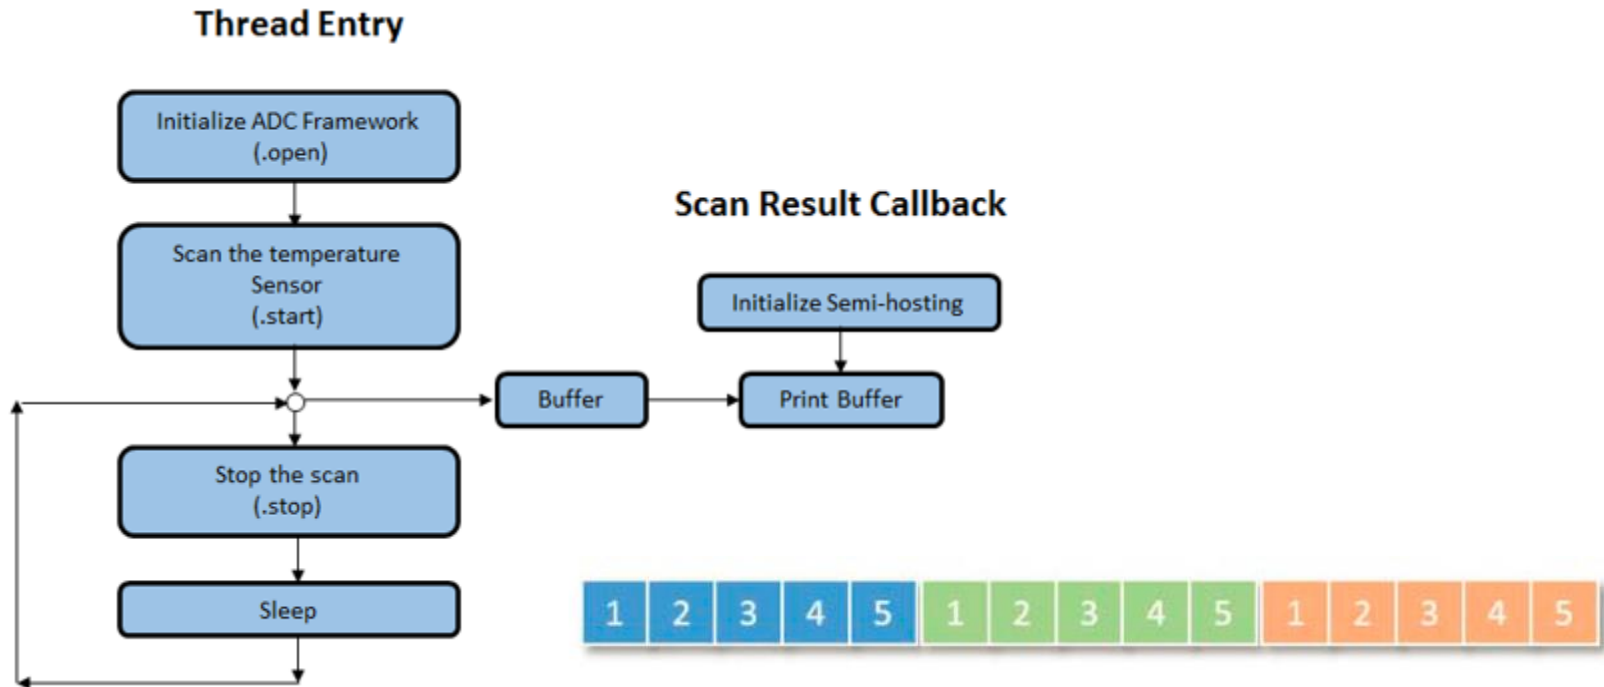 Thread Entry
Initialize ADC Framework
(.open)
Scan the temperature
Sensor
(.start)
Scan Result Callback
Initialize Semi-hosting
Buffer
Print Buffer
Stop the scan
(.stop)
Sleep
1 2 3 4 5 1 2 3 4 5 1 2 3 4 5